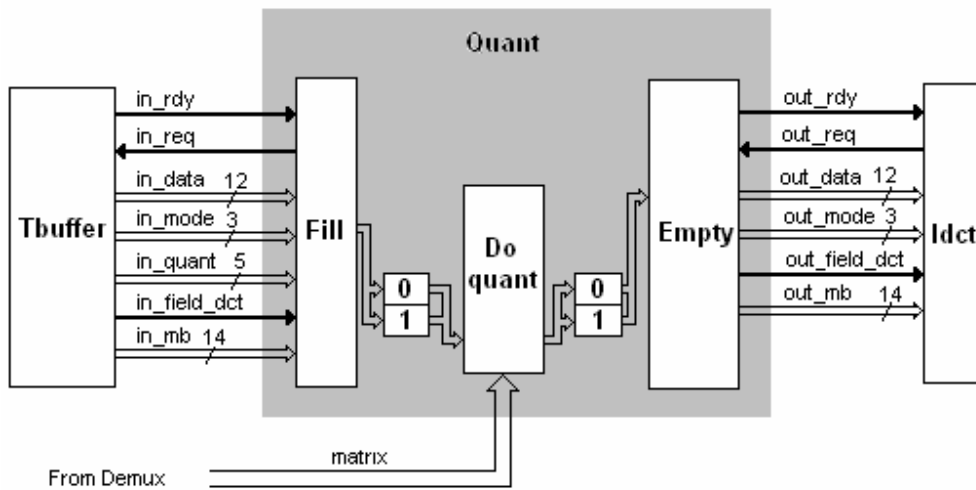 Quant
in_rdy
in_req
in_data 12
in_mode 3
in_quant 5
in_field_dct
in_mb 14
Tbuffer
Fill
0
1
Do
quant
0
1
Empty
out_rdy
out_req
out_data 12
out_mode 3
out_field_dct
out_mb 14
Idct
matrix
From Demux